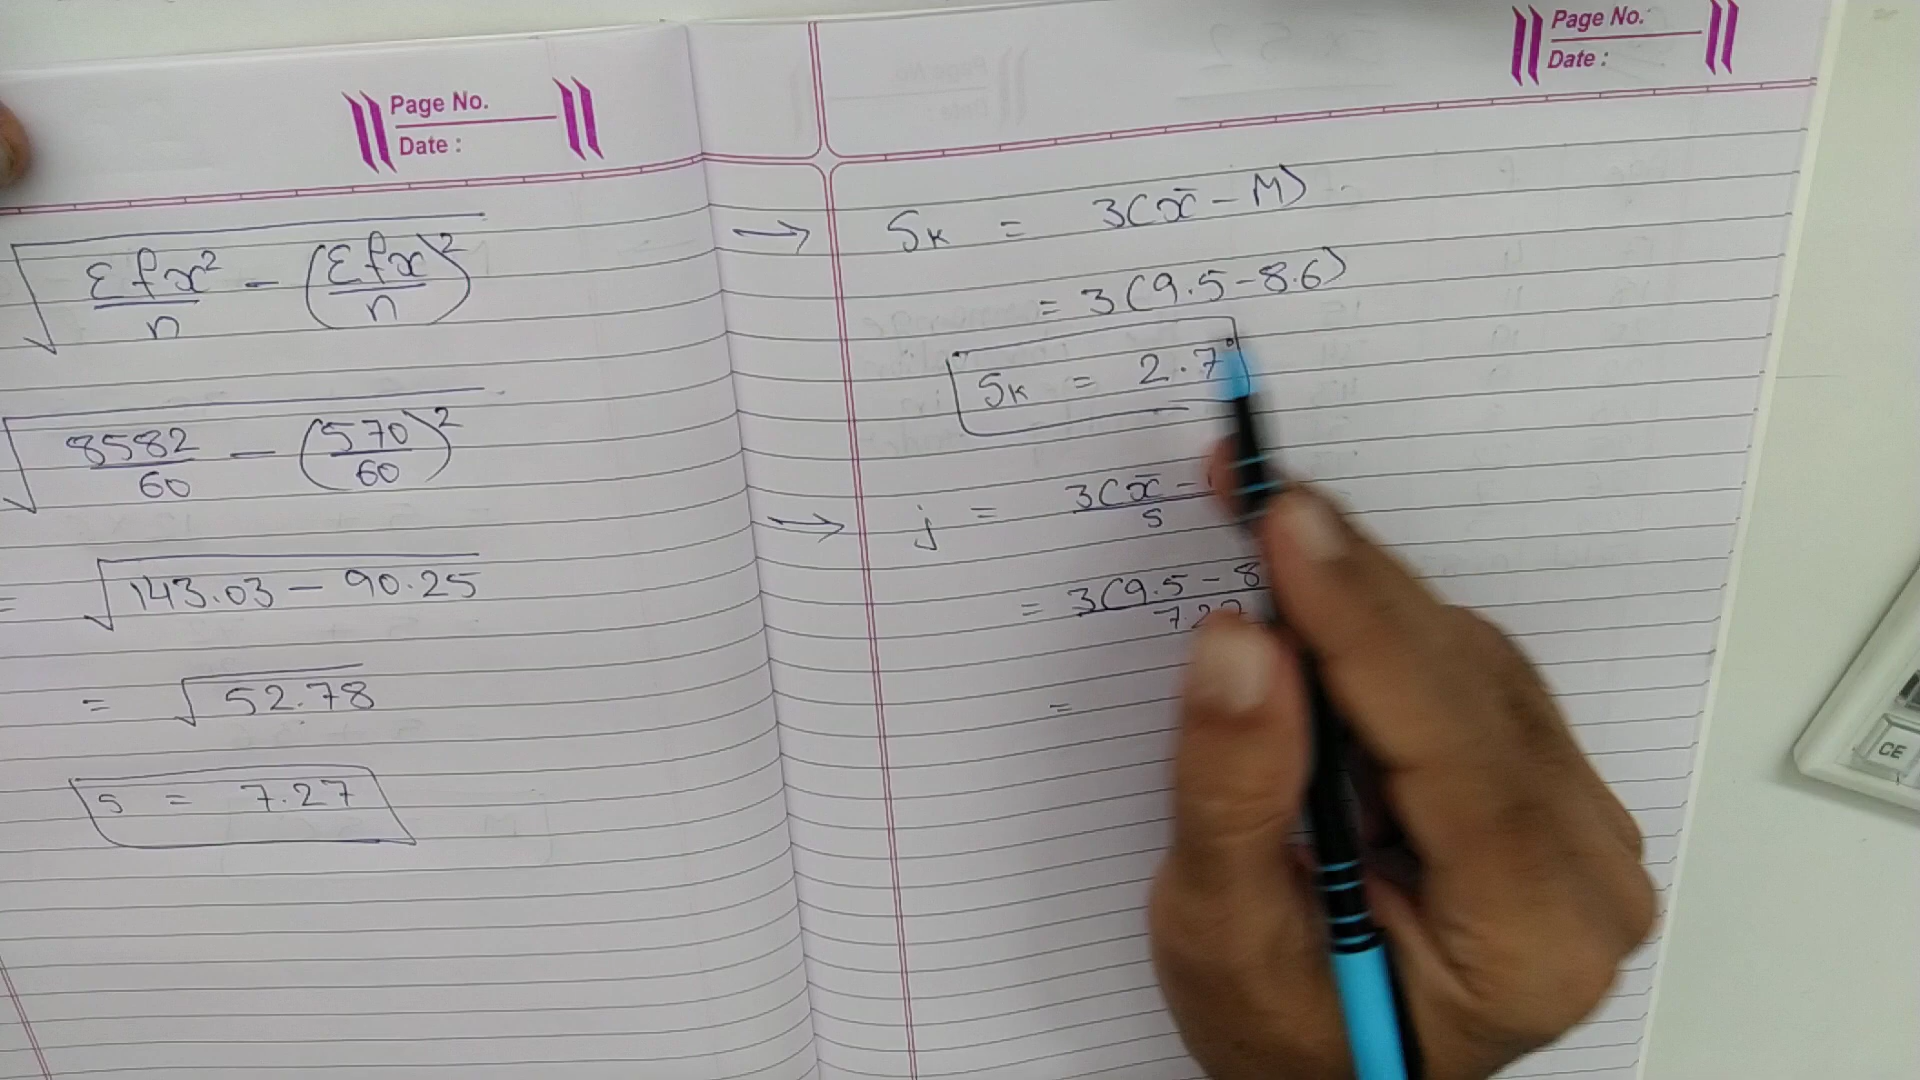 Page No.
Date :
√(Σfx²/n − (Σfx/n)²)
√(8582/60 − (570/60)²)
= √(143.03 − 90.25)
= √52.78
s = 7.27
Page No.
Date :
→ Sk = 3(x̄ − M)
= 3(9.5 − 8.6)
Sk = 2.7
→ j = 3(x̄ −
s
= 3(9.5 − 8
7.27
=
CE